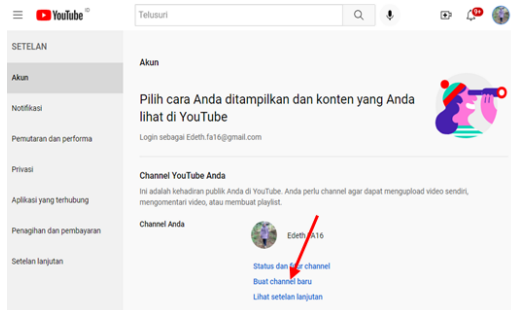 YouTube ID
Telusuri
9+
SETELAN
Akun
Notifikasi
Pemutaran dan performa
Privasi
Aplikasi yang terhubung
Penagihan dan pembayaran
Setelan lanjutan
Akun
Pilih cara Anda ditampilkan dan konten yang Anda
lihat di YouTube
Login sebagai Edeth.fa16@gmail.com
Channel YouTube Anda
Ini adalah kehadiran publik Anda di YouTube. Anda perlu channel agar dapat mengupload video sendiri,
mengomentari video, atau membuat playlist.
Channel Anda
Edeth FA16
Status dan fitur channel
Buat channel baru
Lihat setelan lanjutan